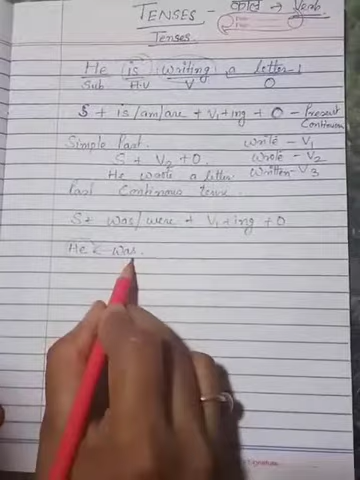 TENSES - काल → Verb
Tenses
He is writing a letter.
Sub H.V V O
S + is/am/are + V₁+ing + O - Present Continuous
Simple Past. write - V₁
S + V₂ + O. wrote - V₂
He wrote a letter written - V₃
Past Continuous tense.
S + was/were + V₁+ing + O
He was